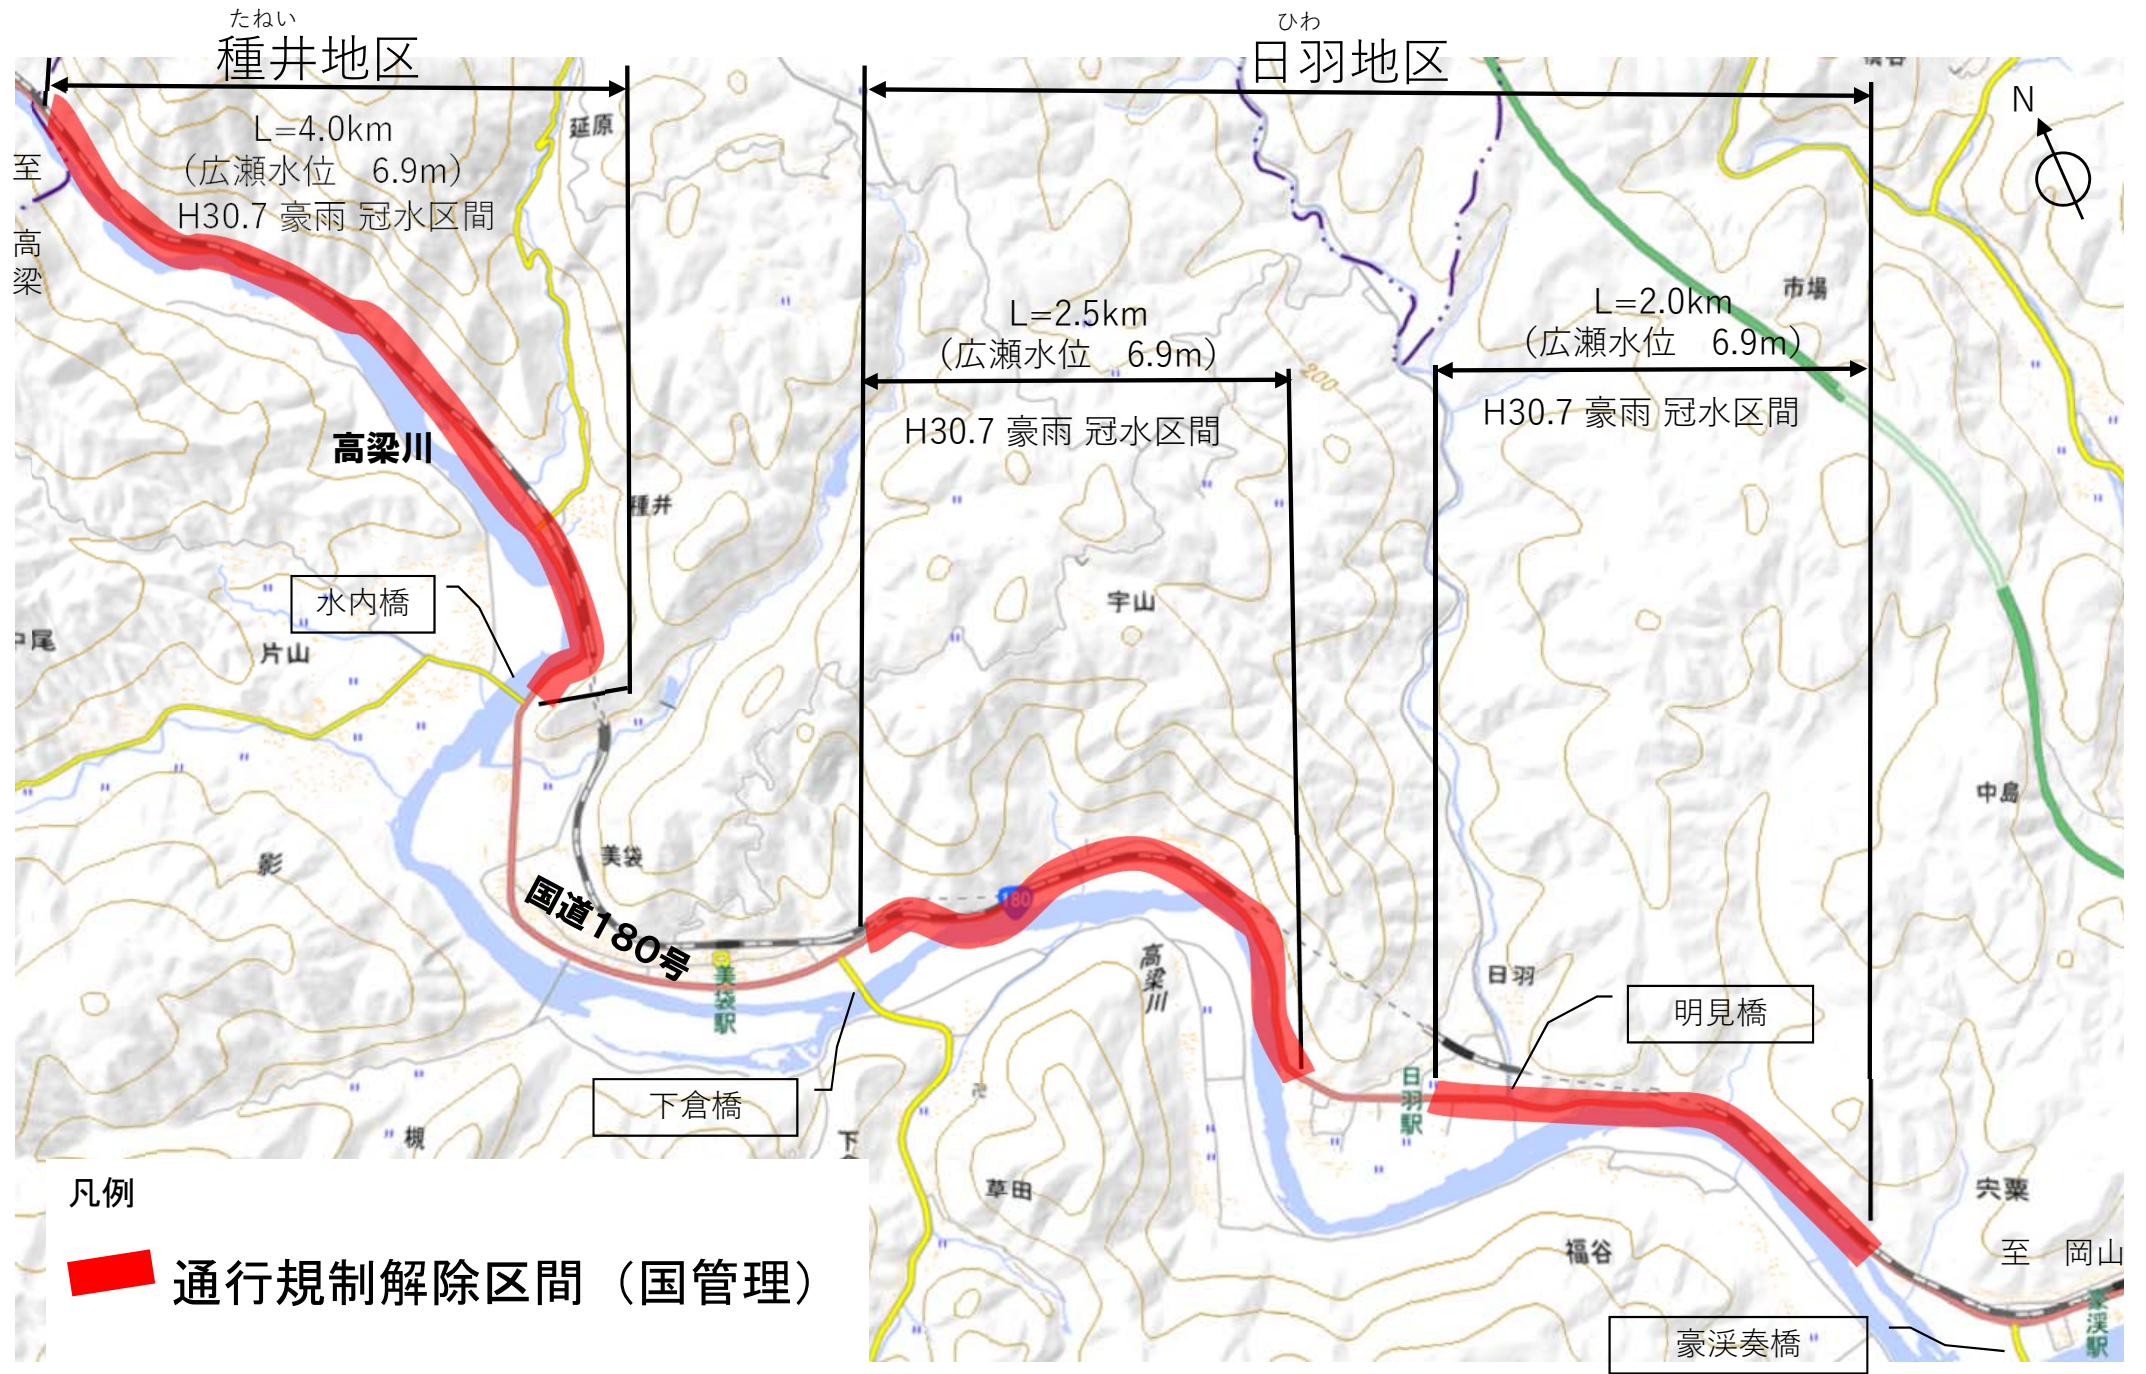 たねい
種井地区
ひわ
日羽地区
N
L=4.0km
（広瀬水位　6.9m）
H30.7 豪雨 冠水区間
至 高梁
延原
L=2.5km
（広瀬水位　6.9m）
H30.7 豪雨 冠水区間
200
L=2.0km
（広瀬水位　6.9m）
H30.7 豪雨 冠水区間
市場
高梁川
種井
水内橋
宇山
中尾
片山
中島
影
美袋
国道180号
180
美袋駅
高梁川
日羽
明見橋
下倉橋
日羽駅
槻
下
草田
宍粟
福谷
至　岡山
豪渓駅
豪渓奏橋
凡例
通行規制解除区間（国管理）